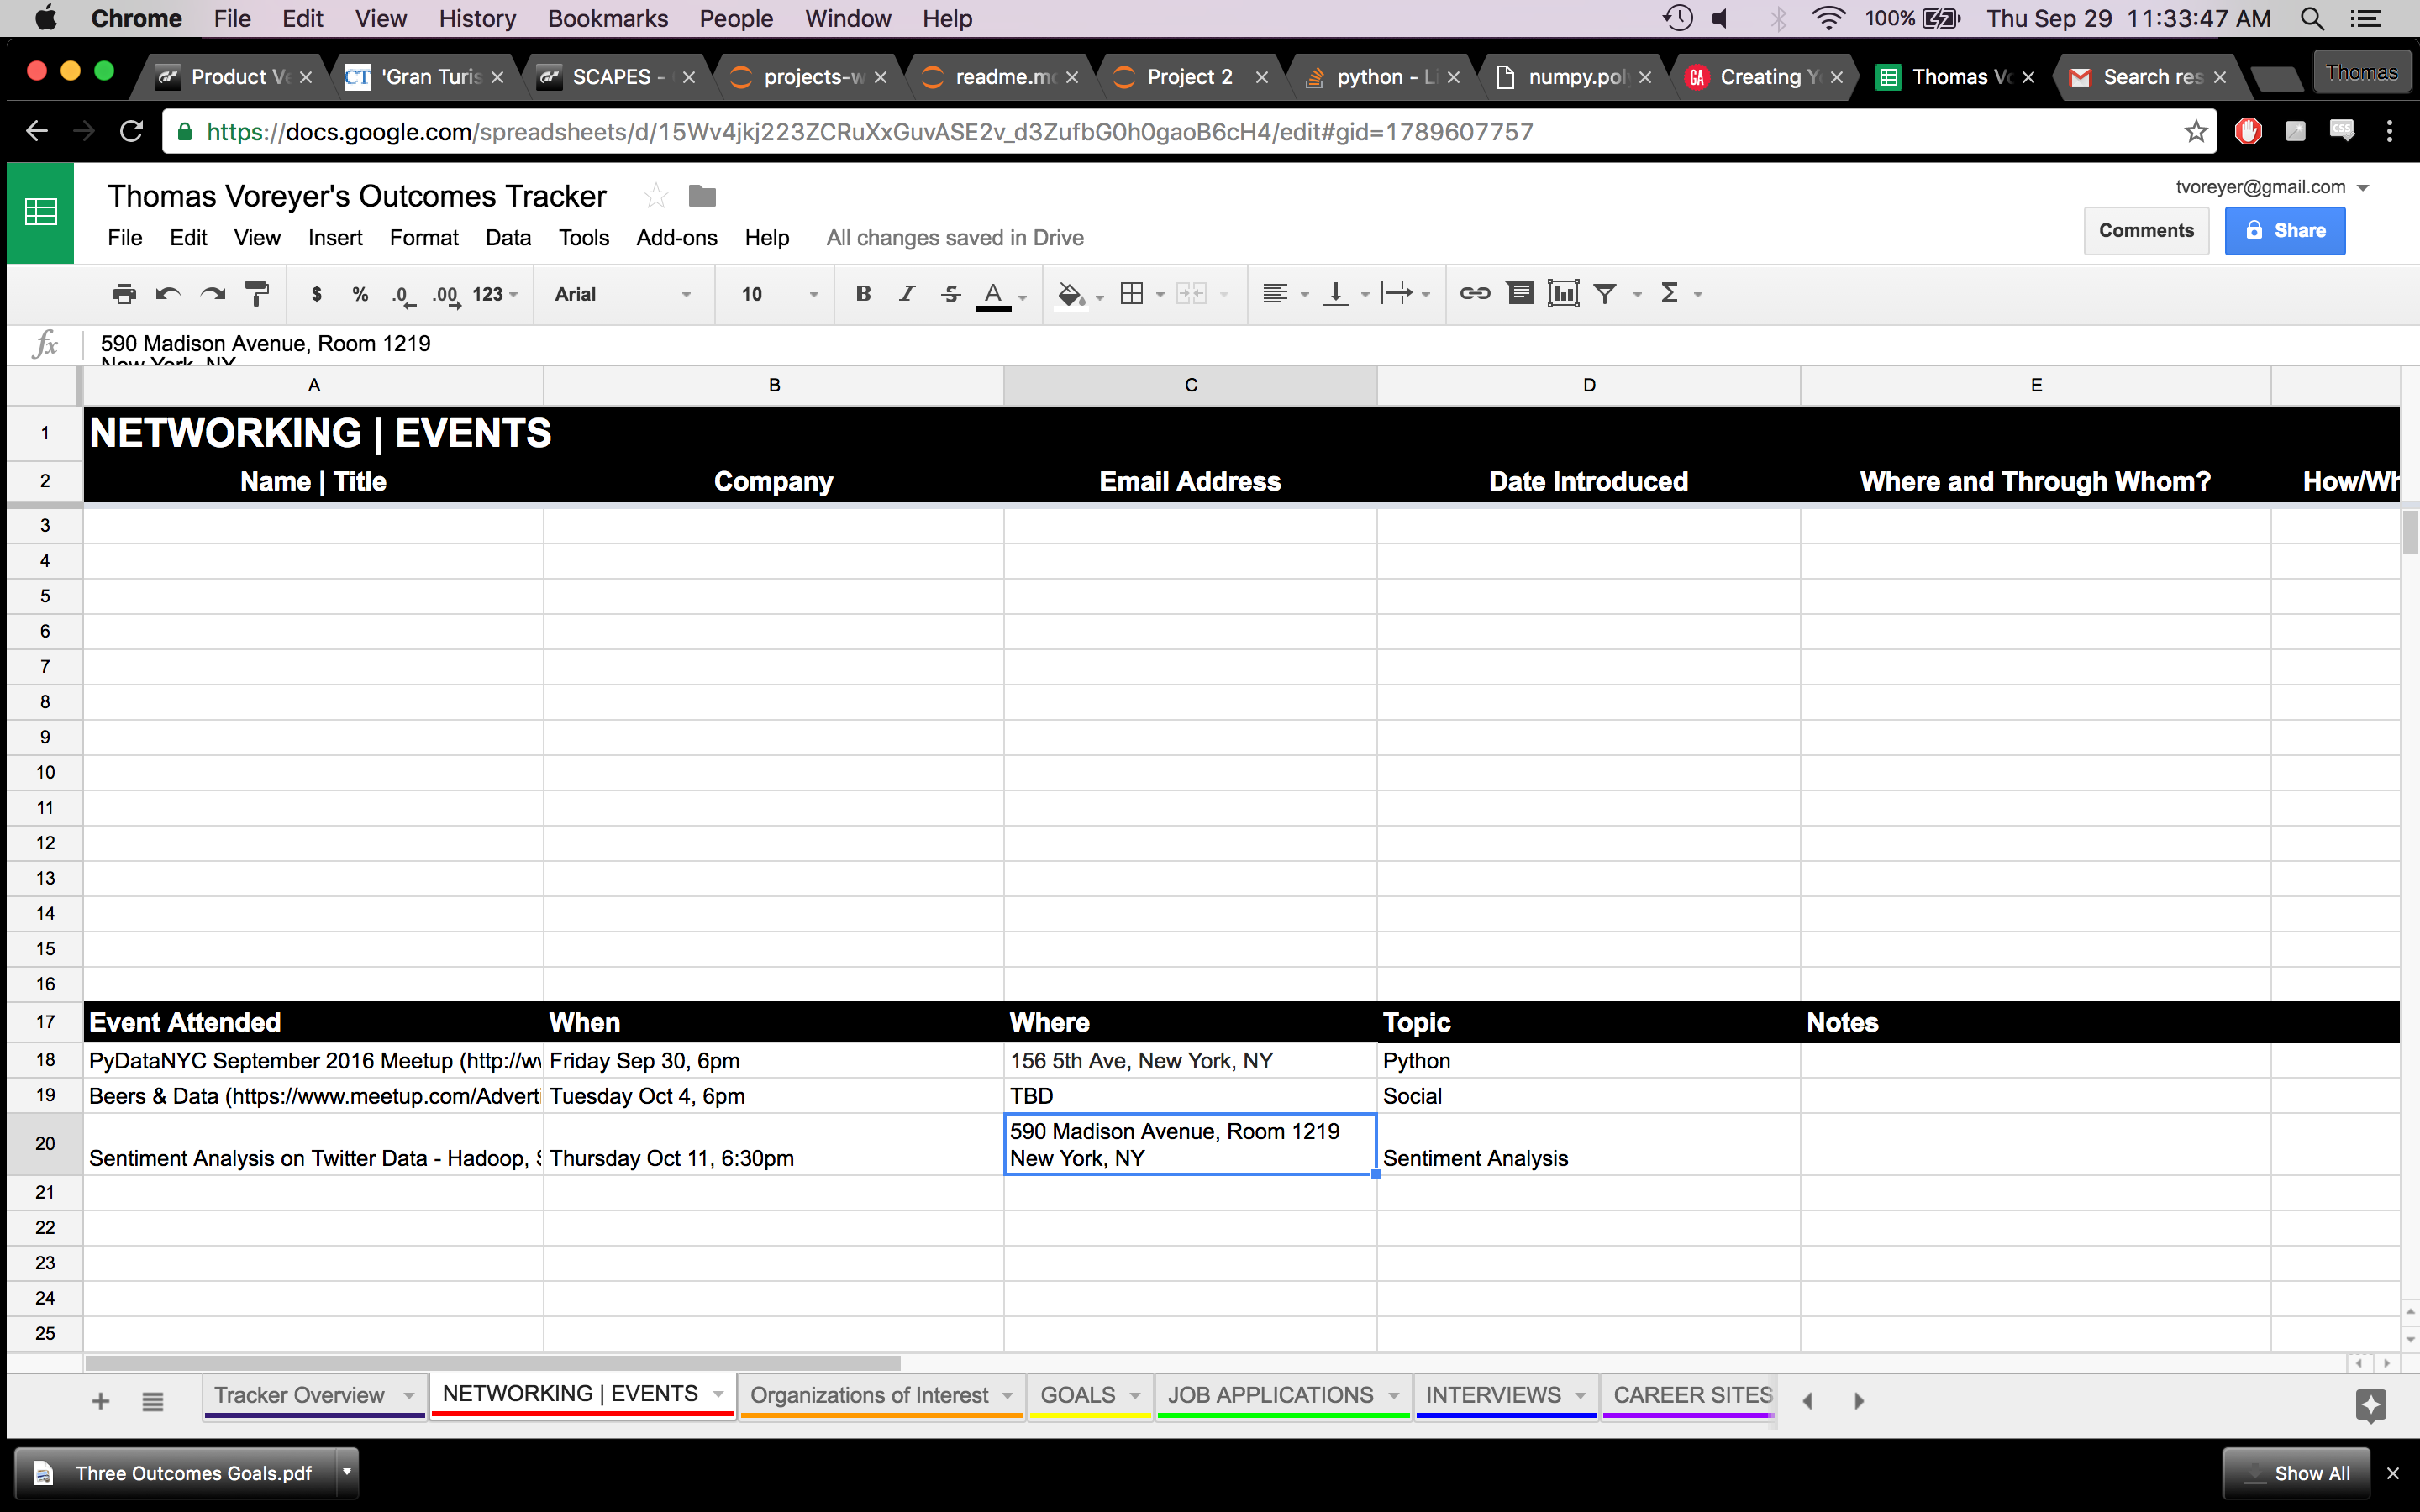 Chrome File Edit View History Bookmarks People Window Help 100% Thu Sep 29 11:33:47 AM
Product Ve 'Gran Turis SCAPES - projects-w readme.md Project 2 python - Li numpy.pol Creating Yo Thomas Vo Search res Thomas
https://docs.google.com/spreadsheets/d/15Wv4jkj223ZCRuXxGuvASE2v_d3ZufbG0h0gaoB6cH4/edit#gid=1789607757
Thomas Voreyer's Outcomes Tracker
tvoreyer@gmail.com
File Edit View Insert Format Data Tools Add-ons Help All changes saved in Drive
Comments Share
$ % .0 .00 123 Arial 10 B I S A Σ
fx 590 Madison Avenue, Room 1219
New York, NY
A B C D E
1 NETWORKING | EVENTS
2 Name | Title Company Email Address Date Introduced Where and Through Whom? How/Wh
3
4
5
6
7
8
9
10
11
12
13
14
15
16
17 Event Attended When Where Topic Notes
18 PyDataNYC September 2016 Meetup (http://ww Friday Sep 30, 6pm 156 5th Ave, New York, NY Python
19 Beers & Data (https://www.meetup.com/Adverti Tuesday Oct 4, 6pm TBD Social
20 Sentiment Analysis on Twitter Data - Hadoop, S Thursday Oct 11, 6:30pm 590 Madison Avenue, Room 1219
New York, NY Sentiment Analysis
21
22
23
24
25
Tracker Overview NETWORKING | EVENTS Organizations of Interest GOALS JOB APPLICATIONS INTERVIEWS CAREER SITES
Three Outcomes Goals.pdf Show All